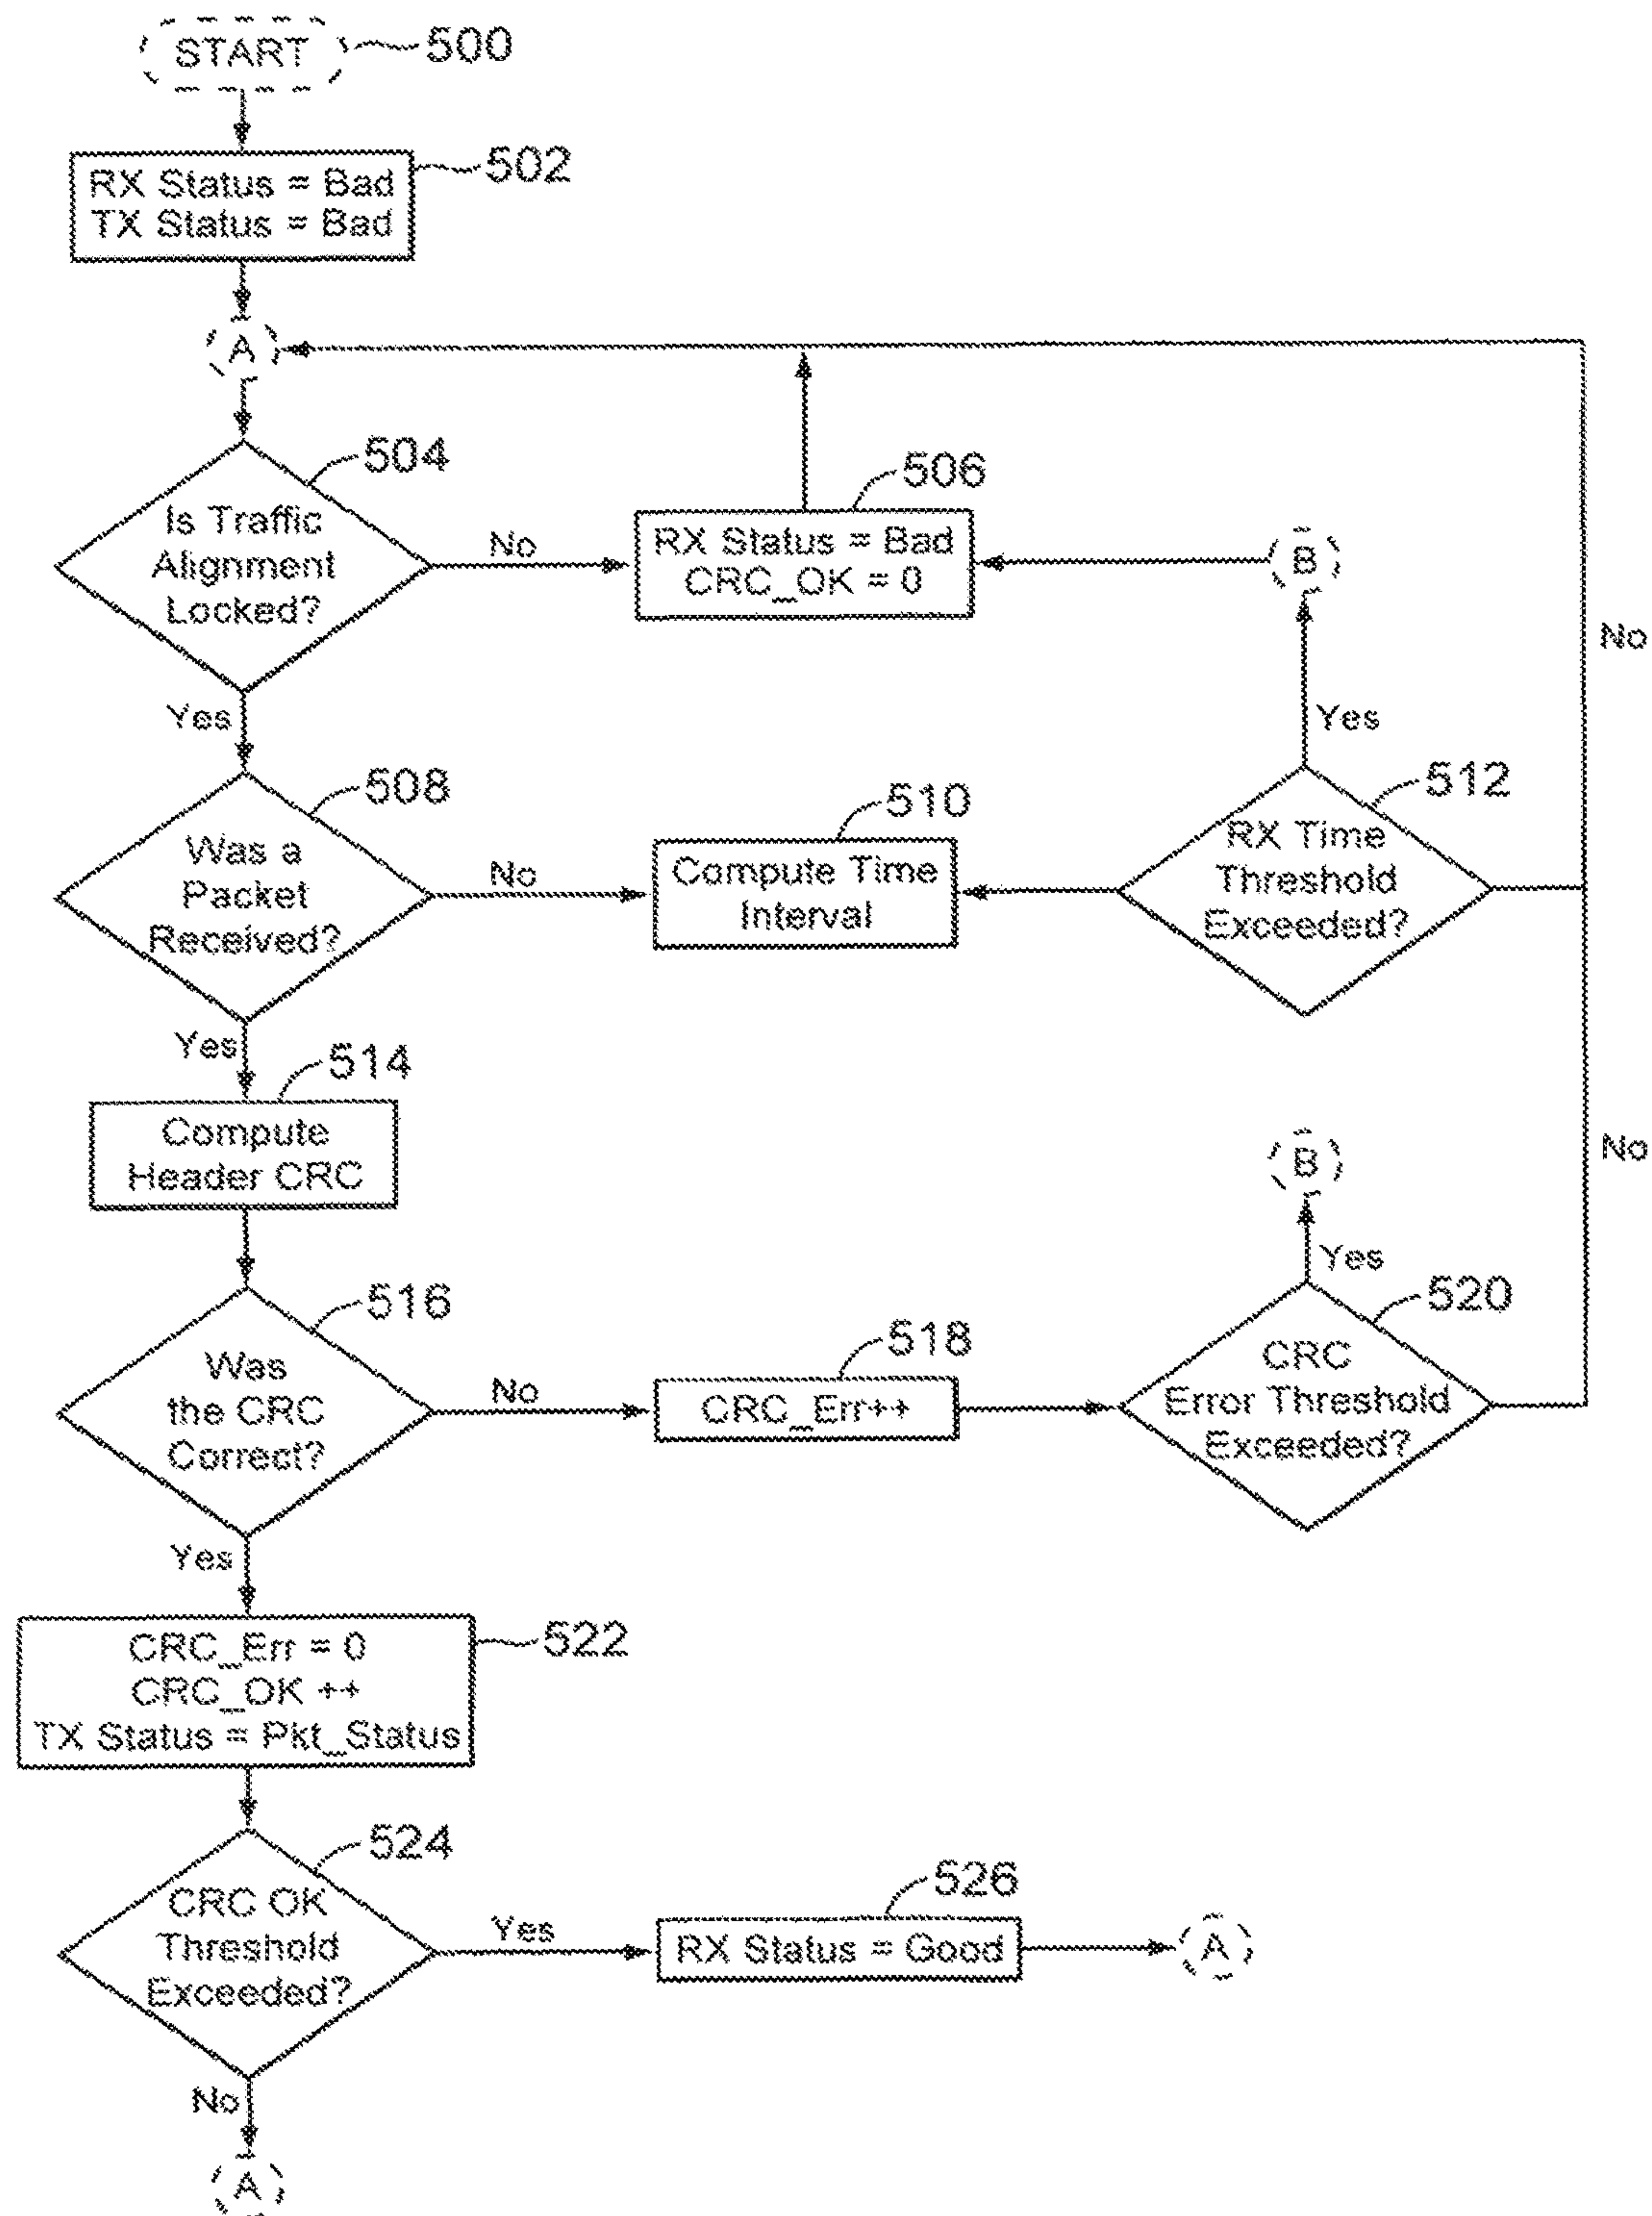 START
500
RX Status = Bad
TX Status = Bad
502
A
504
Is Traffic
Alignment
Locked?
No
506
RX Status = Bad
CRC_OK = 0
B
No
Yes
Yes
508
Was a
Packet
Received?
No
510
Compute Time
Interval
512
RX Time
Threshold
Exceeded?
Yes
514
Compute
Header CRC
B
No
Yes
516
Was
the CRC
Correct?
No
518
CRC_Err++
520
CRC
Error Threshold
Exceeded?
Yes
CRC_Err = 0
CRC_OK ++
TX Status = Pkt_Status
522
524
CRC OK
Threshold
Exceeded?
Yes
526
RX Status = Good
A
No
A